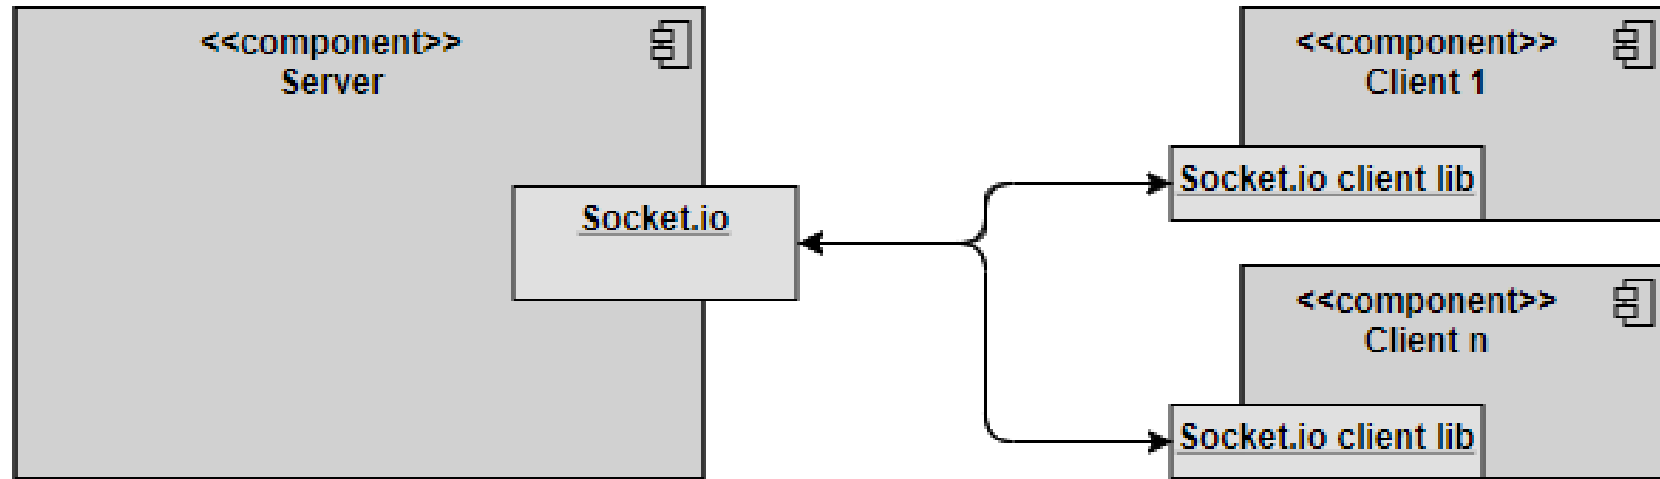 <<component>>
Server
Socket.io
<<component>>
Client 1
Socket.io client lib
<<component>>
Client n
Socket.io client lib